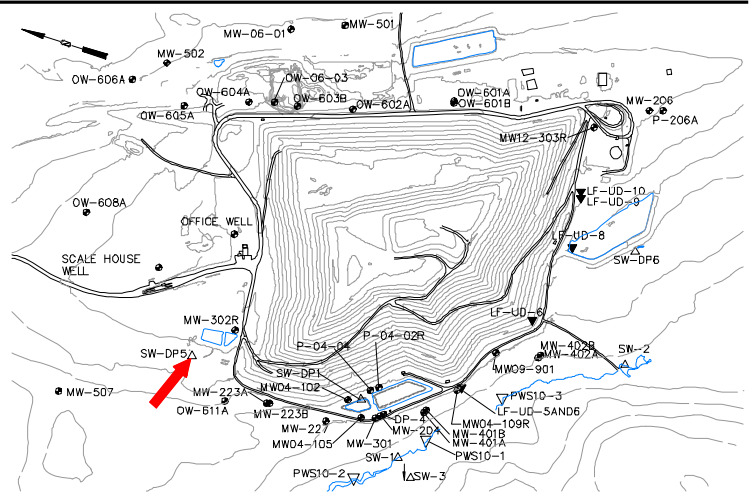 MW-06-01
MW-501
MW-502
OW-606A
OW-06-03
OW-604A
OW-603B
OW-602A
OW-601A
OW-601B
OW-605A
MW-206
P-206A
MW12-303R
OW-608A
LF-UD-10
LF-UD-9
OFFICE WELL
LF-UD-8
SW-DP6
SCALE HOUSE
WELL
LF-UD-6
MW-302R
P-04-04
P-04-02R
SW-DP5
SW-DP1
MW-402B
MW-402A
SW-2
MW09-901
MW-507
MW-223A
MW04-102
OW-611A
MW-223B
PWS10-3
LF-UD-5AND6
MW-227
DP-4
MW04-109R
MW-204
MW-401B
MW-401A
MW04-105
MW-301
SW-1
PWS10-1
PWS10-2
SW-3